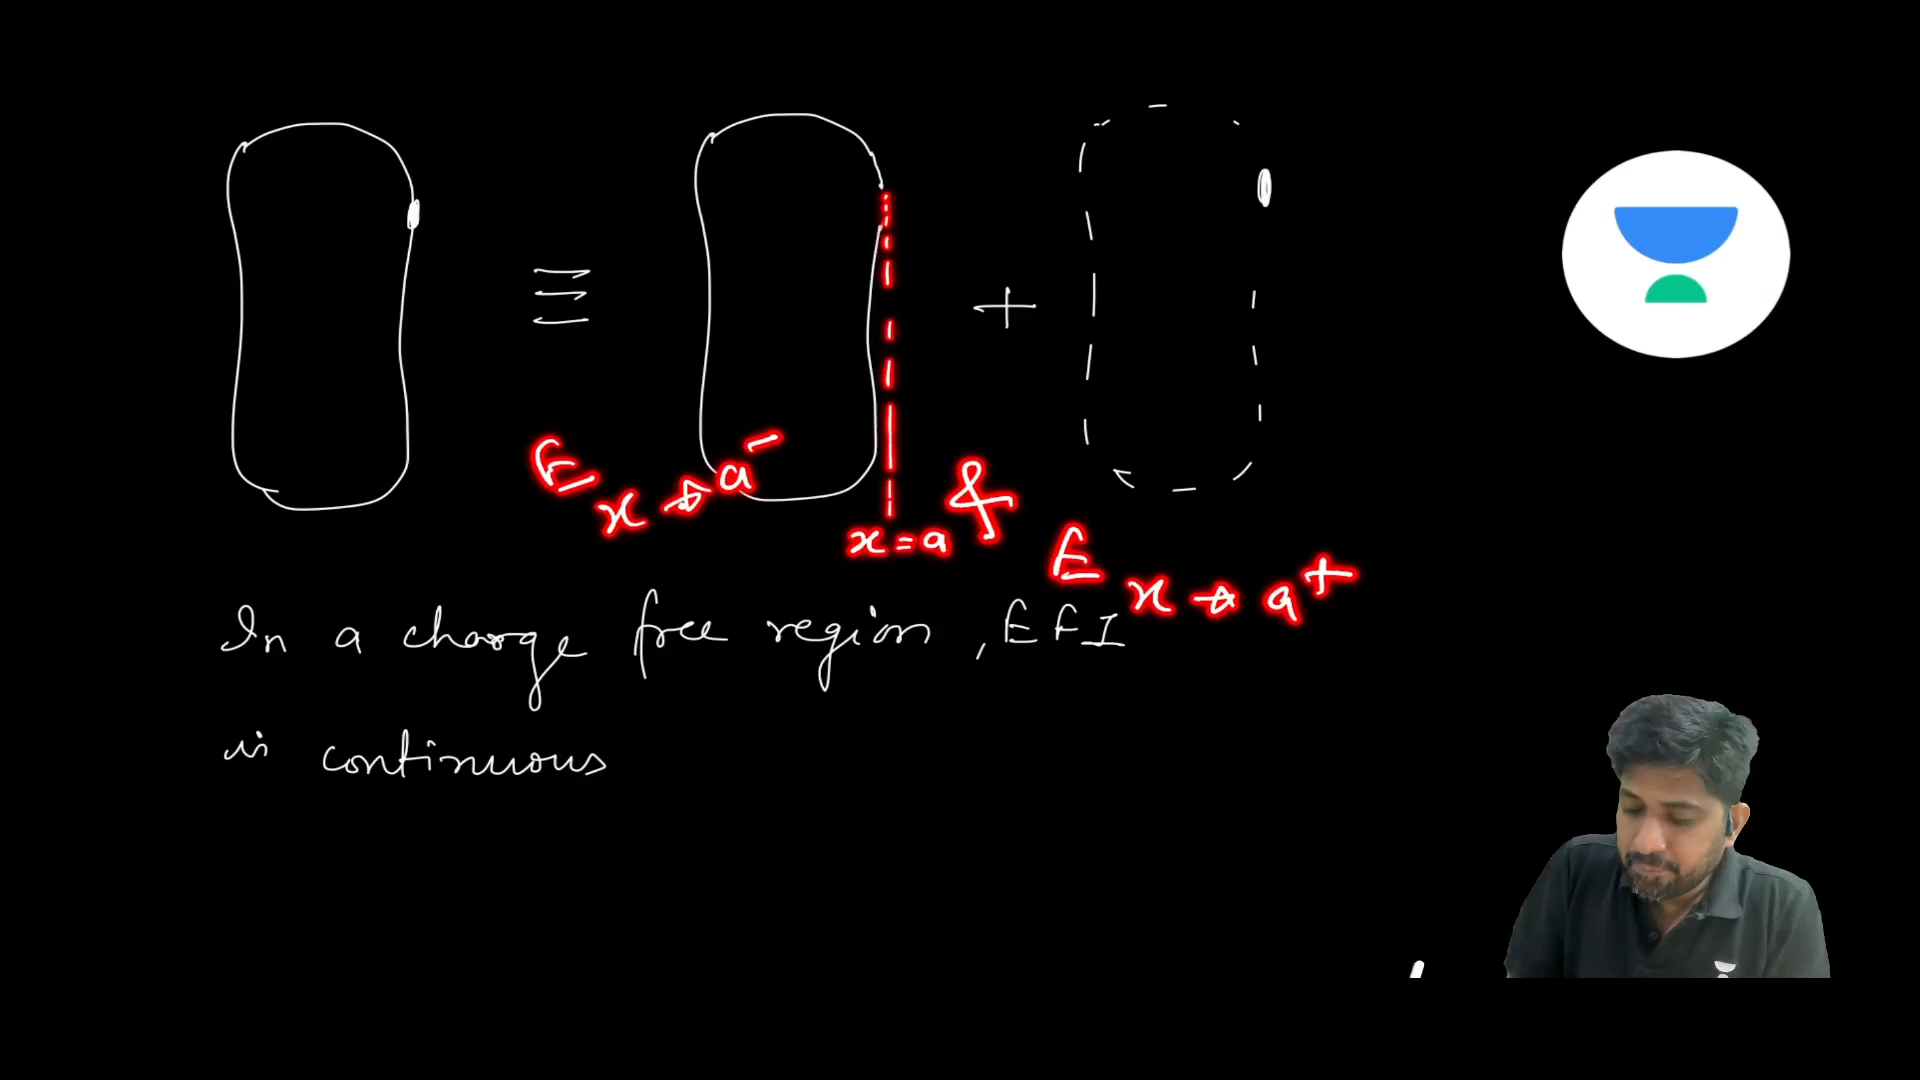 ≡ +
E x → a⁻ & E x → a⁺
x = a
In a charge free region, EFI
is continuous